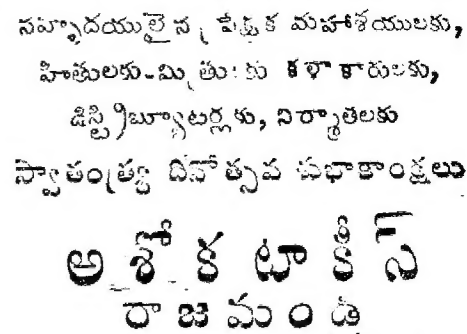 సహృదయులైన ప్రేక్షక మహాశయులకు,
హితులకు-మిత్రులకు కళాకారులకు,
డిస్ట్రిబ్యూటర్లకు, నిర్మాతలకు
స్వాతంత్ర్య దినోత్సవ శుభాకాంక్షలు
అశోక టాకీస్
రాజమండ్రి